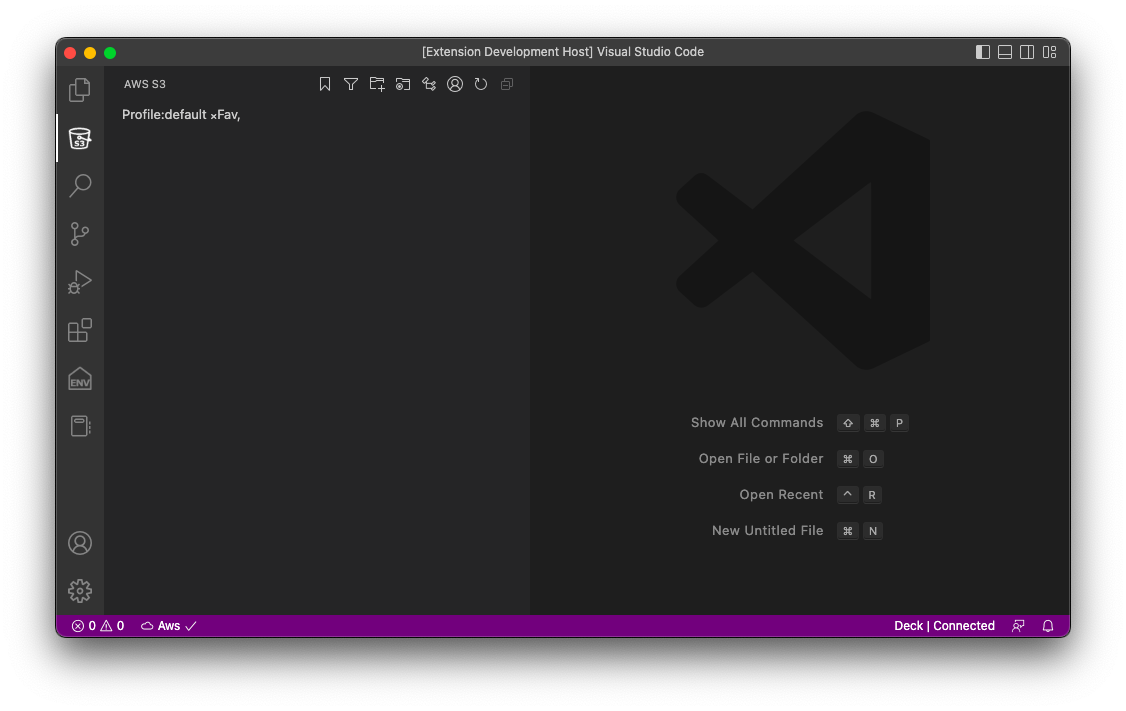 [Extension Development Host] Visual Studio Code
AWS S3
Profile:default ×Fav,
S3
ENV
Show All Commands ⇧ ⌘ P
Open File or Folder ⌘ O
Open Recent ^ R
New Untitled File ⌘ N
0 0 Aws ✓ Deck | Connected